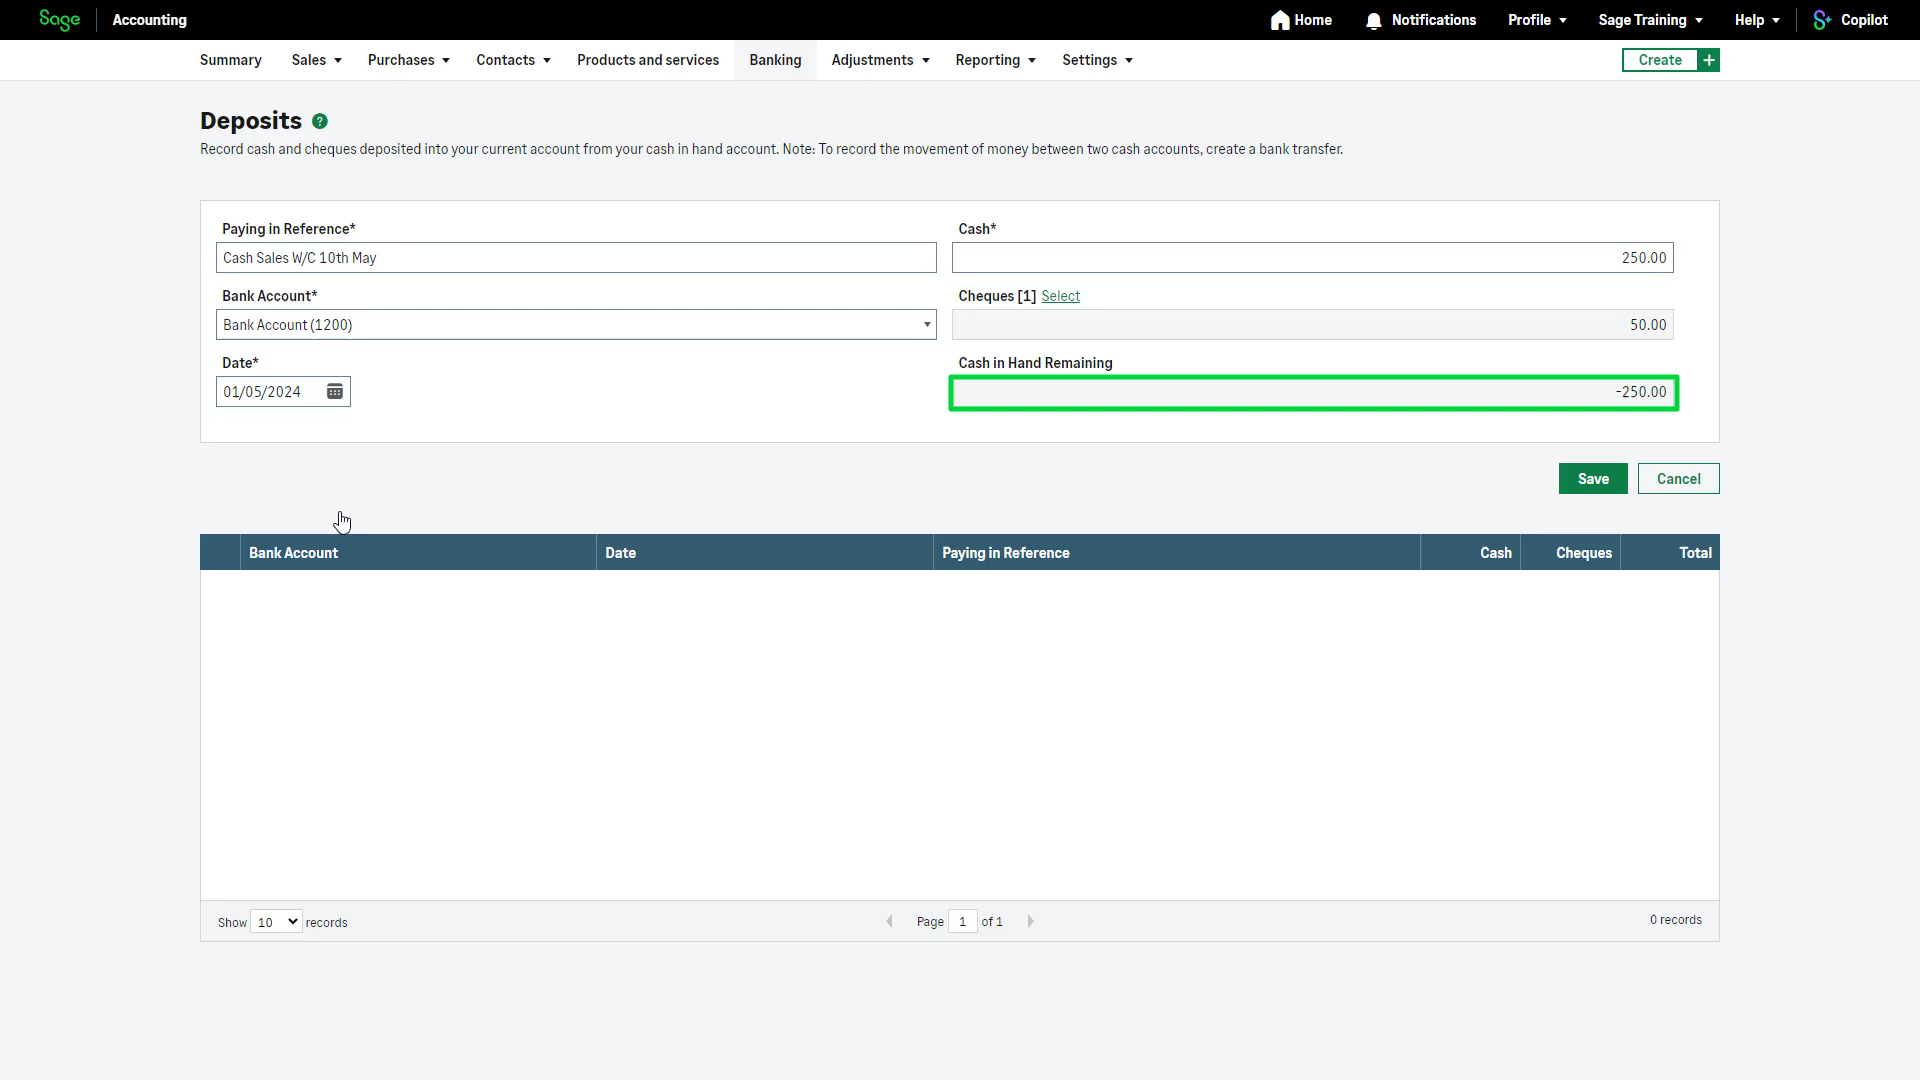 Sage Accounting Home Notifications Profile Sage Training Help Copilot
Summary Sales Purchases Contacts Products and services Banking Adjustments Reporting Settings Create +
Deposits ?
Record cash and cheques deposited into your current account from your cash in hand account. Note: To record the movement of money between two cash accounts, create a bank transfer.
Paying in Reference* Cash*
Cash Sales W/C 10th May 250.00
Bank Account* Cheques [1] Select
Bank Account (1200) 50.00
Date* Cash in Hand Remaining
01/05/2024 -250.00
Save Cancel
Bank Account Date Paying in Reference Cash Cheques Total
Show 10 records Page 1 of 1 0 records